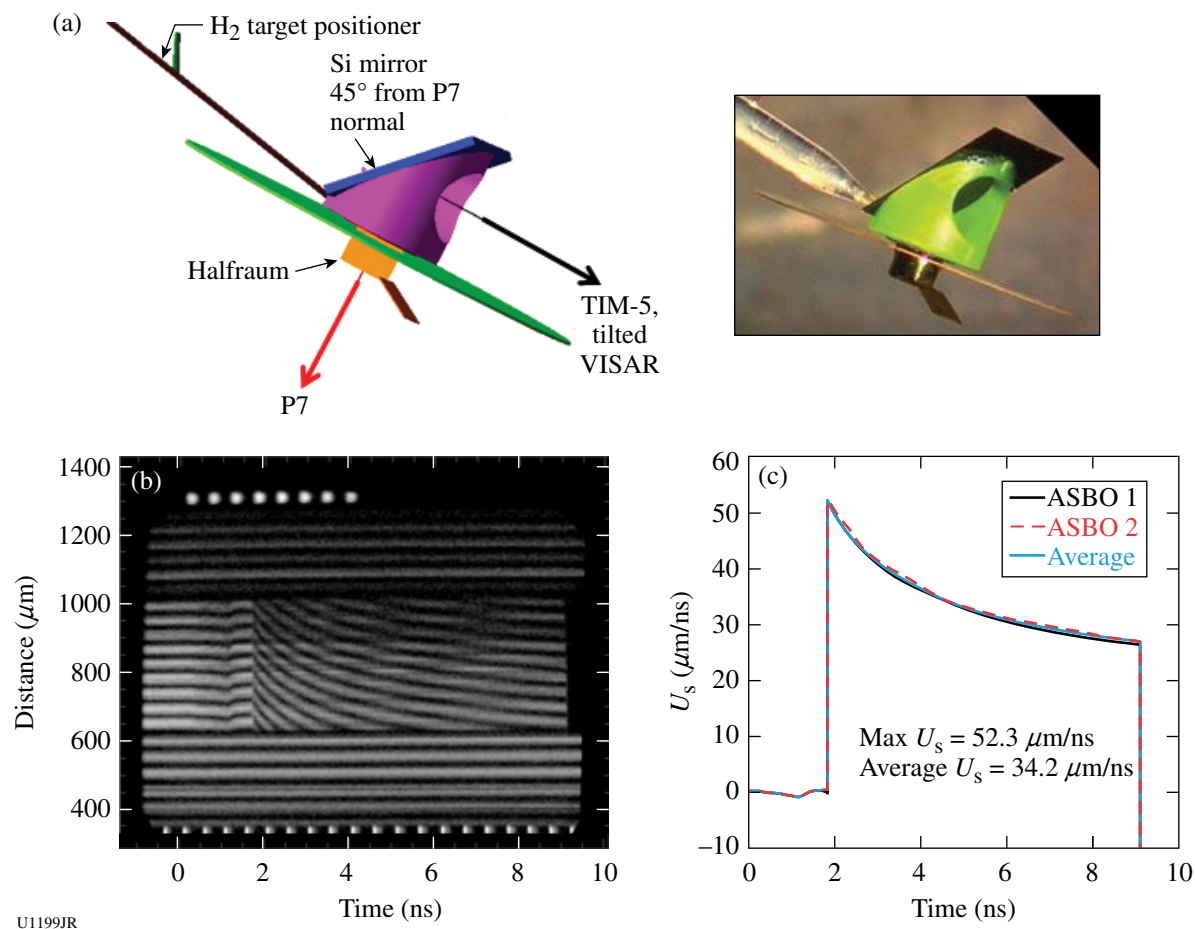 (a)
H₂ target positioner
Si mirror
45° from P7
normal
Halfraum
TIM-5,
tilted
VISAR
P7
(b)
1400
1200
1000
800
600
400
Distance (μm)
0 2 4 6 8 10
Time (ns)
(c)
60
50
40
30
20
10
0
–10
U_s (μm/ns)
ASBO 1
ASBO 2
Average
Max U_s = 52.3 μm/ns
Average U_s = 34.2 μm/ns
0 2 4 6 8 10
Time (ns)
U1199JR